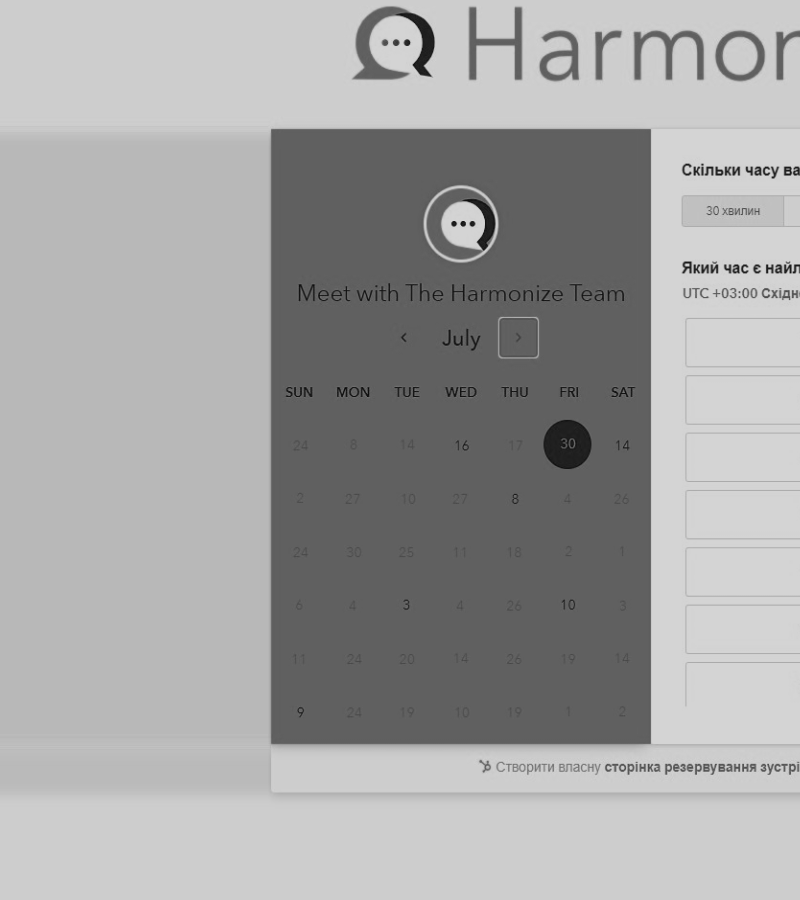 Harmon
Meet with The Harmonize Team
July
SUN MON TUE WED THU FRI SAT
24 6 14 16 17 30 14
2 27 10 27 8 4 26
24 30 25 11 18 2 1
6 4 3 4 26 10 3
11 24 20 14 26 19 14
9 24 19 10 19 1 2
Скільки часу ва
30 хвилин
Який час є найл
UTC +03:00 Східн
Створити власну сторінка резервування зустрі